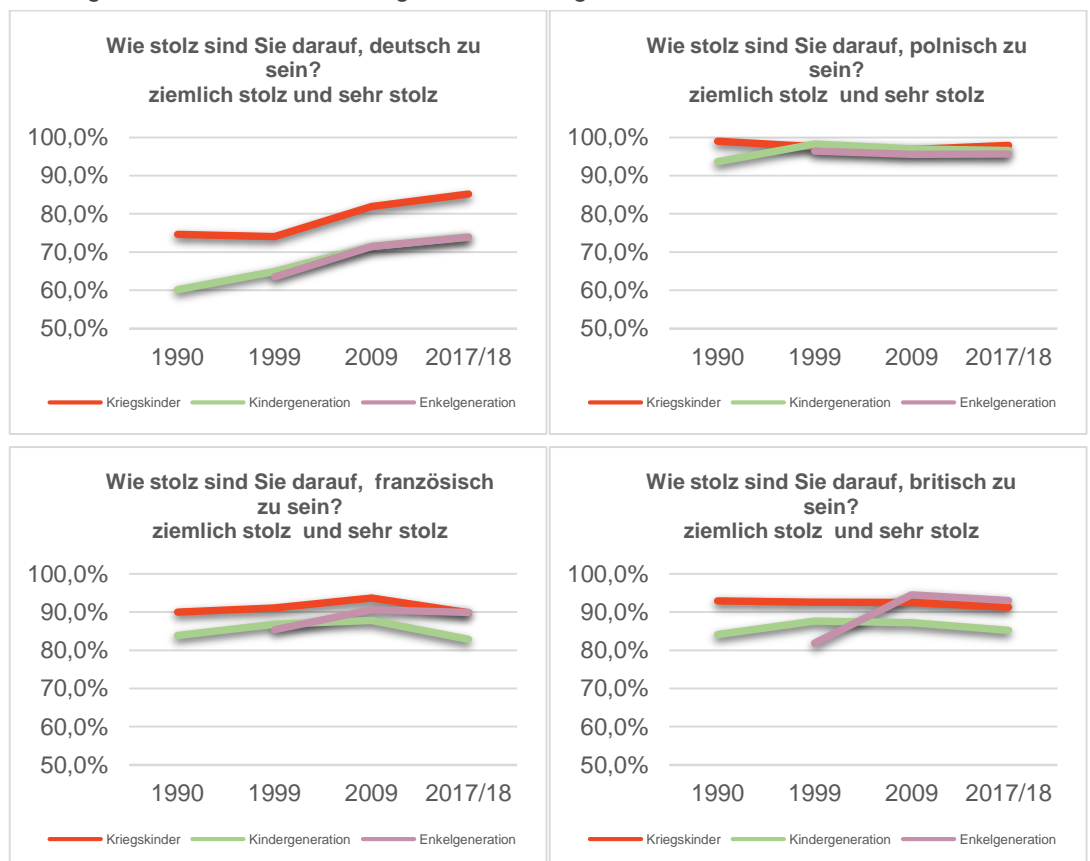 Wie stolz sind Sie darauf, deutsch zu
sein?
ziemlich stolz und sehr stolz
100,0%
90,0%
80,0%
70,0%
60,0%
50,0%
1990 1999 2009 2017/18
Kriegskinder Kindergeneration Enkelgeneration
Wie stolz sind Sie darauf, polnisch zu
sein?
ziemlich stolz und sehr stolz
100,0%
90,0%
80,0%
70,0%
60,0%
50,0%
1990 1999 2009 2017/18
Kriegskinder Kindergeneration Enkelgeneration
Wie stolz sind Sie darauf, französisch
zu sein?
ziemlich stolz und sehr stolz
100,0%
90,0%
80,0%
70,0%
60,0%
50,0%
1990 1999 2009 2017/18
Kriegskinder Kindergeneration Enkelgeneration
Wie stolz sind Sie darauf, britisch zu
sein?
ziemlich stolz und sehr stolz
100,0%
90,0%
80,0%
70,0%
60,0%
50,0%
1990 1999 2009 2017/18
Kriegskinder Kindergeneration Enkelgeneration